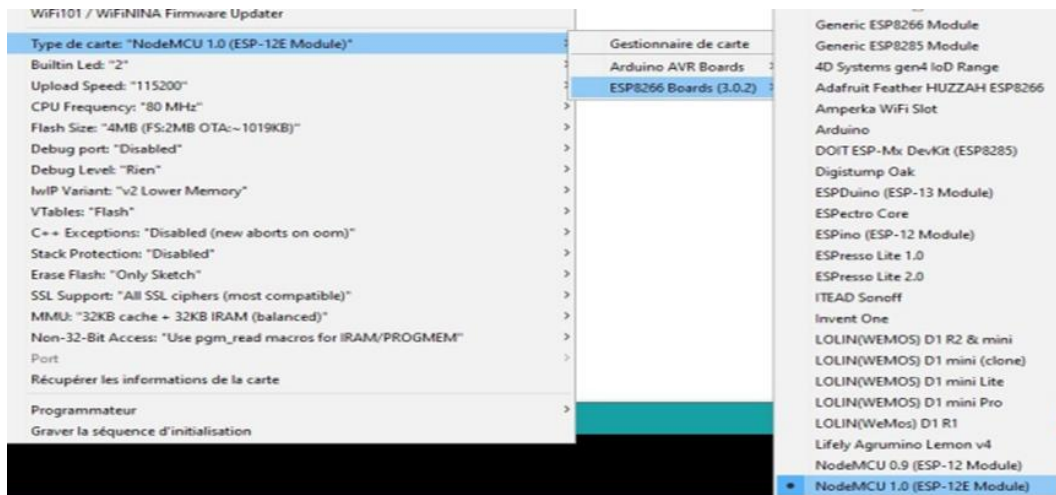 WiFi101 / WiFiNINA Firmware Updater
Type de carte: "NodeMCU 1.0 (ESP-12E Module)"
Builtin Led: "2"
Upload Speed: "115200"
CPU Frequency: "80 MHz"
Flash Size: "4MB (FS:2MB OTA:~1019KB)"
Debug port: "Disabled"
Debug Level: "Rien"
lwIP Variant: "v2 Lower Memory"
VTables: "Flash"
C++ Exceptions: "Disabled (new aborts on oom)"
Stack Protection: "Disabled"
Erase Flash: "Only Sketch"
SSL Support: "All SSL ciphers (most compatible)"
MMU: "32KB cache + 32KB IRAM (balanced)"
Non-32-Bit Access: "Use pgm_read macros for IRAM/PROGMEM"
Port
Récupérer les informations de la carte
Programmateur
Graver la séquence d'initialisation
Gestionnaire de carte
Arduino AVR Boards
ESP8266 Boards (3.0.2)
Generic ESP8266 Module
Generic ESP8285 Module
4D Systems gen4 IoD Range
Adafruit Feather HUZZAH ESP8266
Amperka WiFi Slot
Arduino
DOIT ESP-Mx DevKit (ESP8285)
Digistump Oak
ESPDuino (ESP-13 Module)
ESPectro Core
ESPino (ESP-12 Module)
ESPresso Lite 1.0
ESPresso Lite 2.0
ITEAD Sonoff
Invent One
LOLIN(WEMOS) D1 R2 & mini
LOLIN(WEMOS) D1 mini (clone)
LOLIN(WEMOS) D1 mini Lite
LOLIN(WEMOS) D1 mini Pro
LOLIN(WeMos) D1 R1
Lifely Agrumino Lemon v4
NodeMCU 0.9 (ESP-12 Module)
NodeMCU 1.0 (ESP-12E Module)